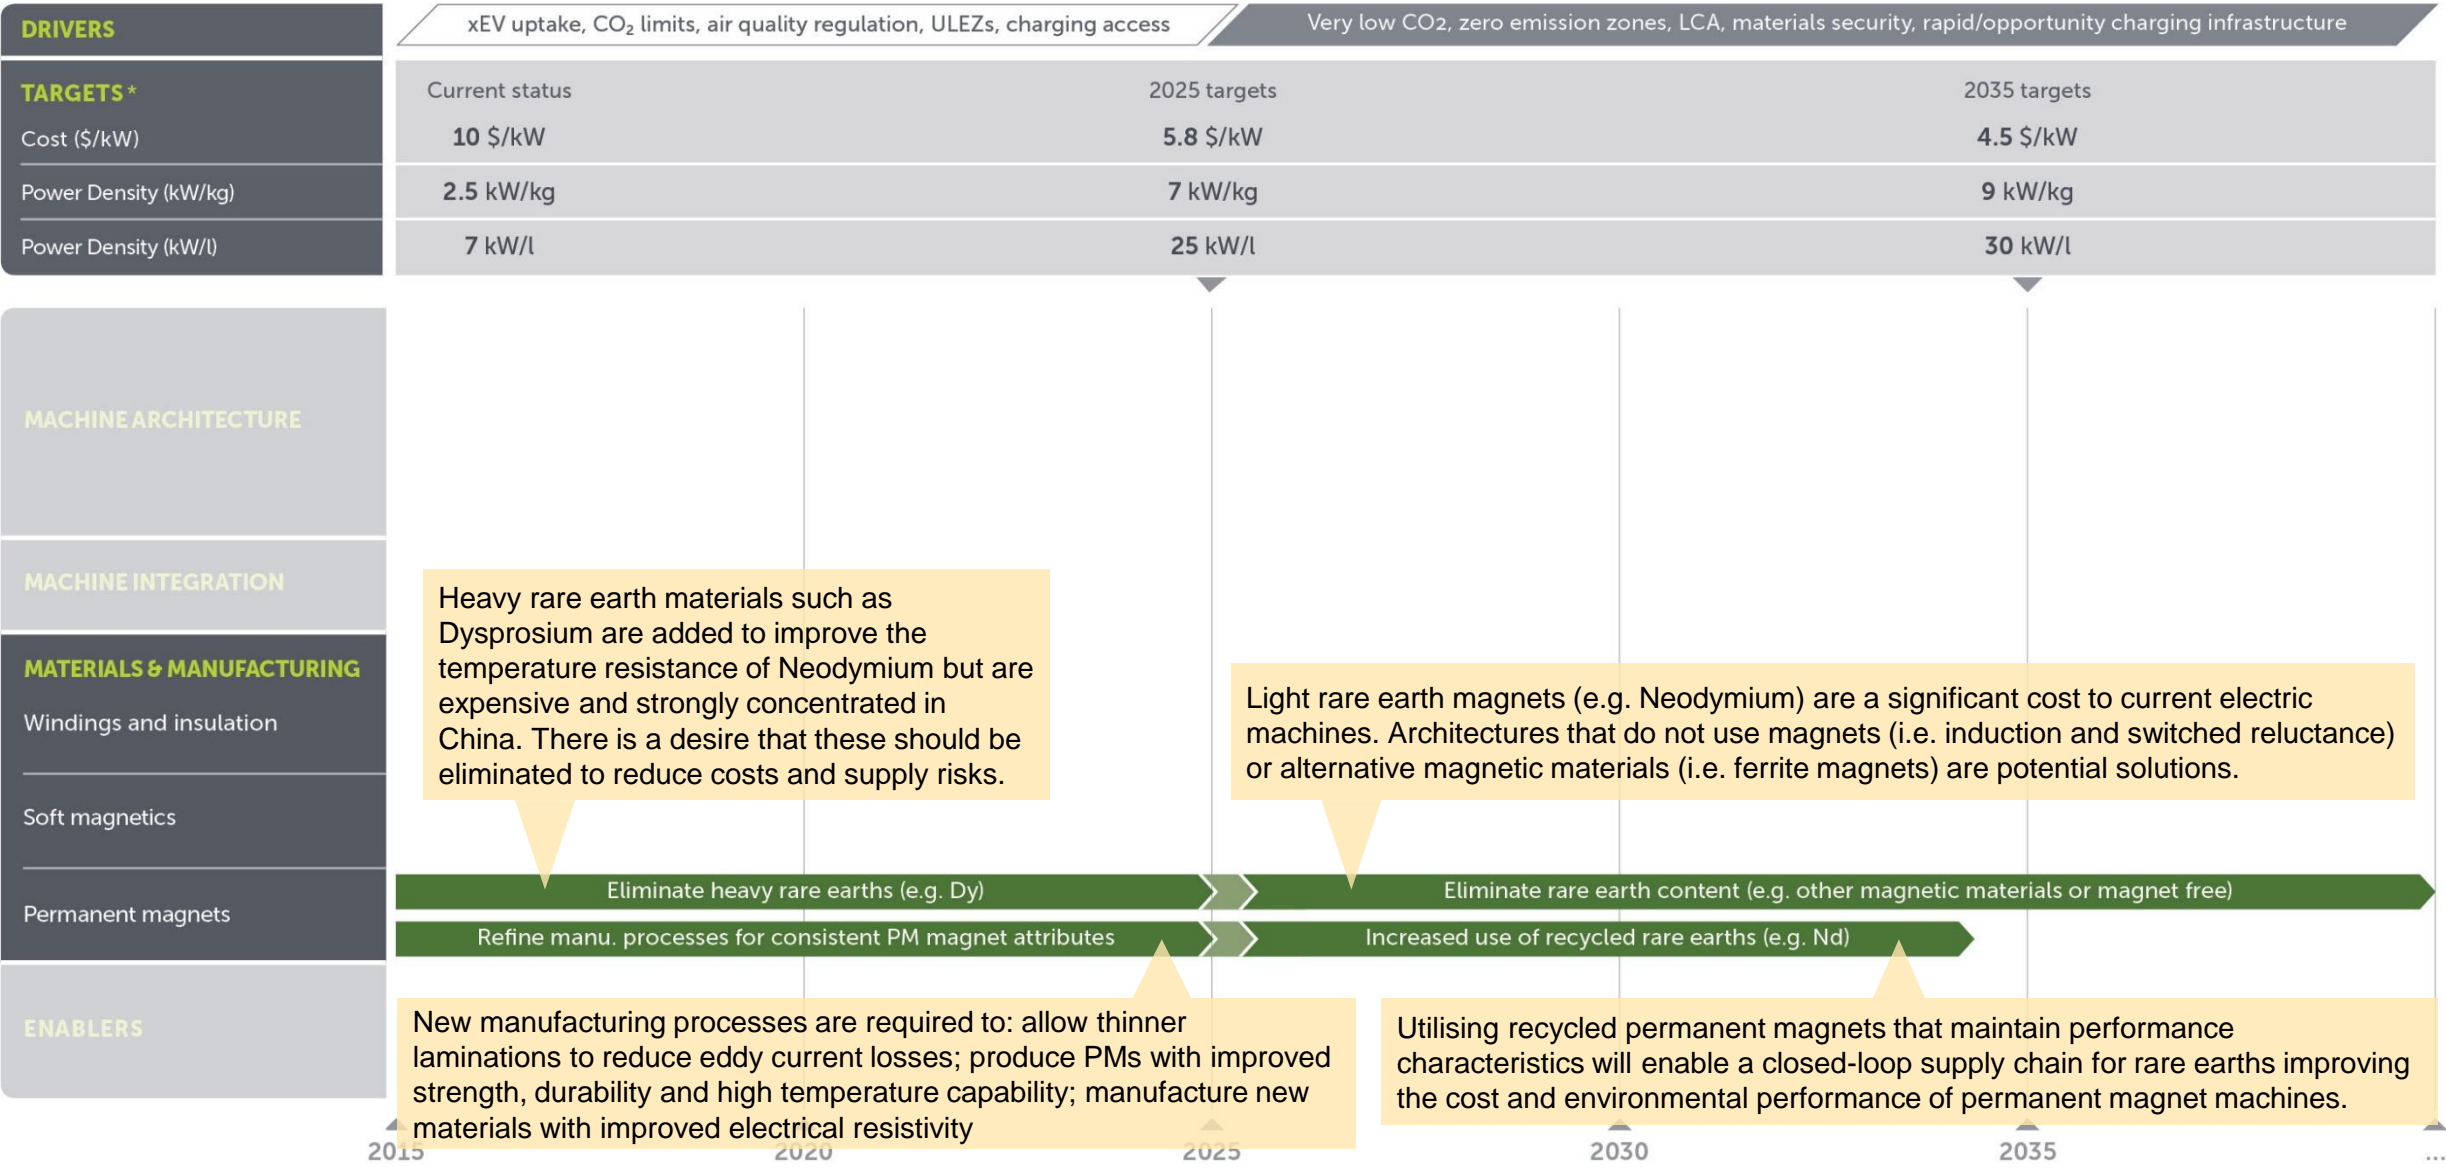 DRIVERS
xEV uptake, CO₂ limits, air quality regulation, ULEZs, charging access
Very low CO2, zero emission zones, LCA, materials security, rapid/opportunity charging infrastructure
TARGETS*
Current status
2025 targets
2035 targets
Cost ($/kW)
10 $/kW
5.8 $/kW
4.5 $/kW
Power Density (kW/kg)
2.5 kW/kg
7 kW/kg
9 kW/kg
Power Density (kW/l)
7 kW/l
25 kW/l
30 kW/l
MACHINE ARCHITECTURE
MACHINE INTEGRATION
MATERIALS & MANUFACTURING
Windings and insulation
Soft magnetics
Permanent magnets
Heavy rare earth materials such as
Dysprosium are added to improve the
temperature resistance of Neodymium but are
expensive and strongly concentrated in
China. There is a desire that these should be
eliminated to reduce costs and supply risks.
Light rare earth magnets (e.g. Neodymium) are a significant cost to current electric
machines. Architectures that do not use magnets (i.e. induction and switched reluctance)
or alternative magnetic materials (i.e. ferrite magnets) are potential solutions.
Eliminate heavy rare earths (e.g. Dy)
Eliminate rare earth content (e.g. other magnetic materials or magnet free)
Refine manu. processes for consistent PM magnet attributes
Increased use of recycled rare earths (e.g. Nd)
ENABLERS
New manufacturing processes are required to: allow thinner
laminations to reduce eddy current losses; produce PMs with improved
strength, durability and high temperature capability; manufacture new
materials with improved electrical resistivity
Utilising recycled permanent magnets that maintain performance
characteristics will enable a closed-loop supply chain for rare earths improving
the cost and environmental performance of permanent magnet machines.
2015
2020
2025
2030
2035
...